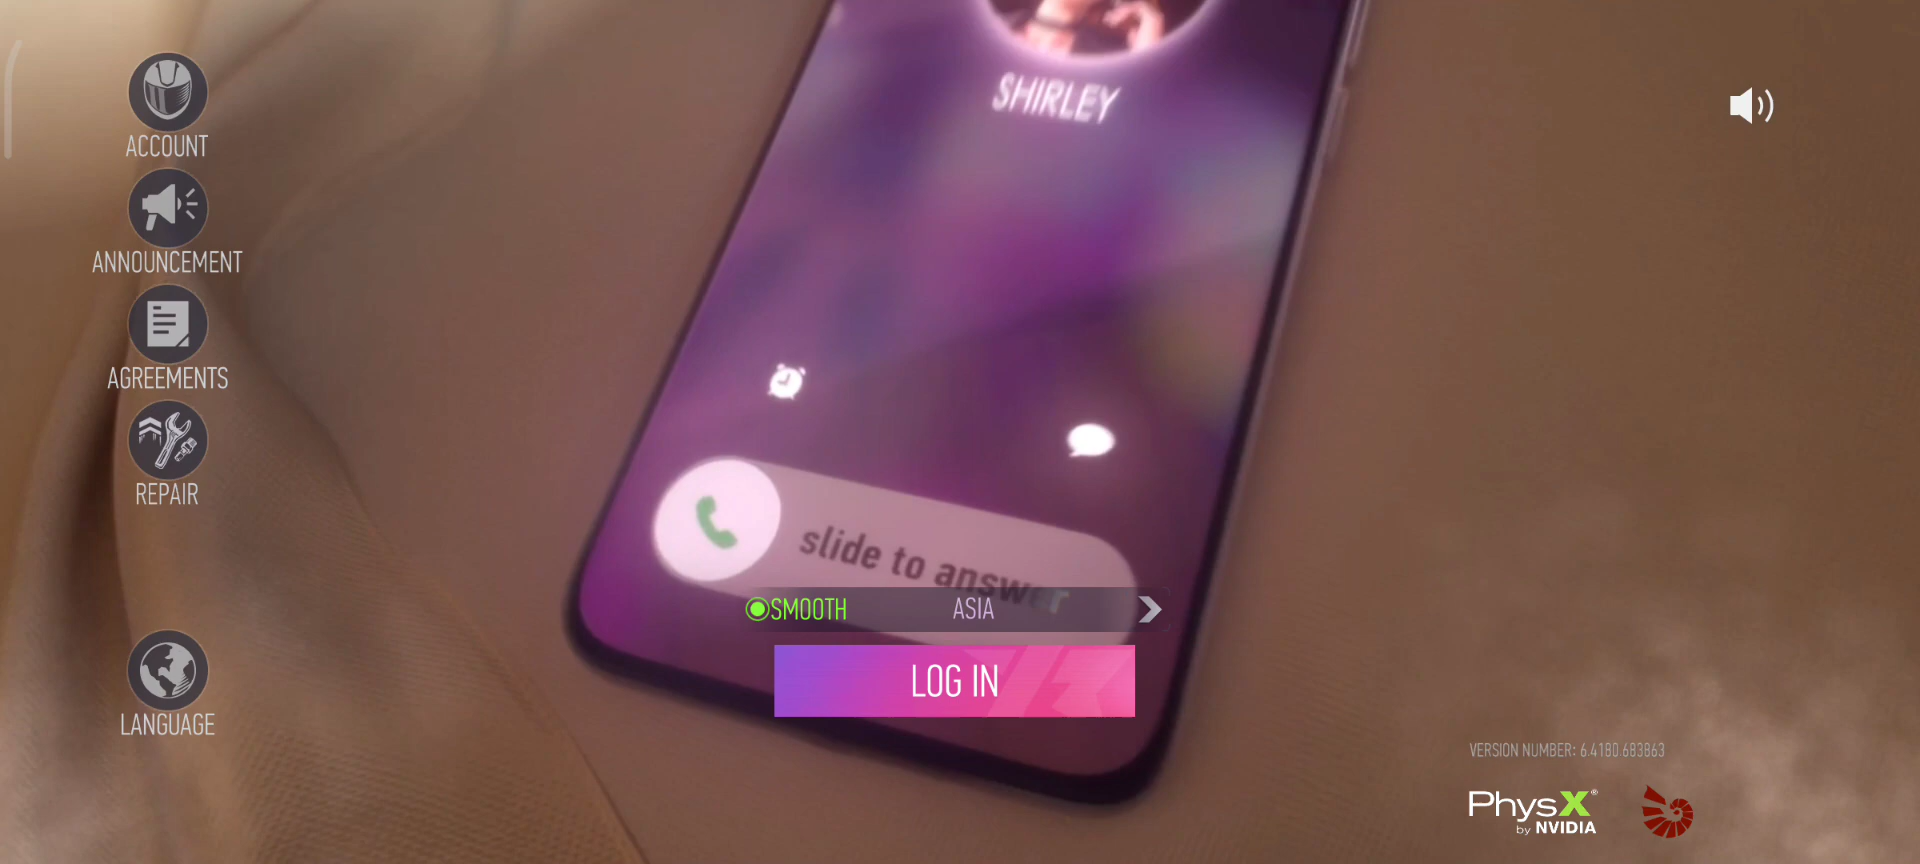 SHIRLEY
ACCOUNT
ANNOUNCEMENT
AGREEMENTS
REPAIR
slide to answer
SMOOTH ASIA
LOG IN
LANGUAGE
VERSION NUMBER: 6.418D.683863
PhysX®
by NVIDIA